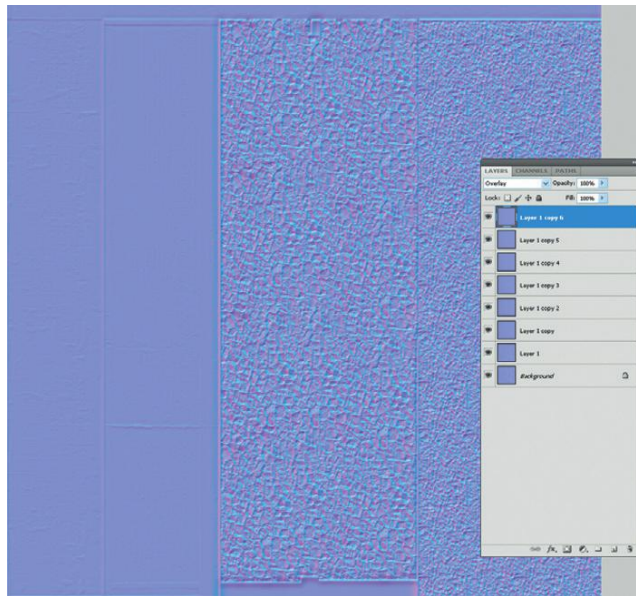 LAYERS CHANNELS PATHS
Overlay Opacity: 100%
Lock: Fill: 100%
Layer 1 copy 6
Layer 1 copy 5
Layer 1 copy 4
Layer 1 copy 3
Layer 1 copy 2
Layer 1 copy
Layer 1
Background
fx.